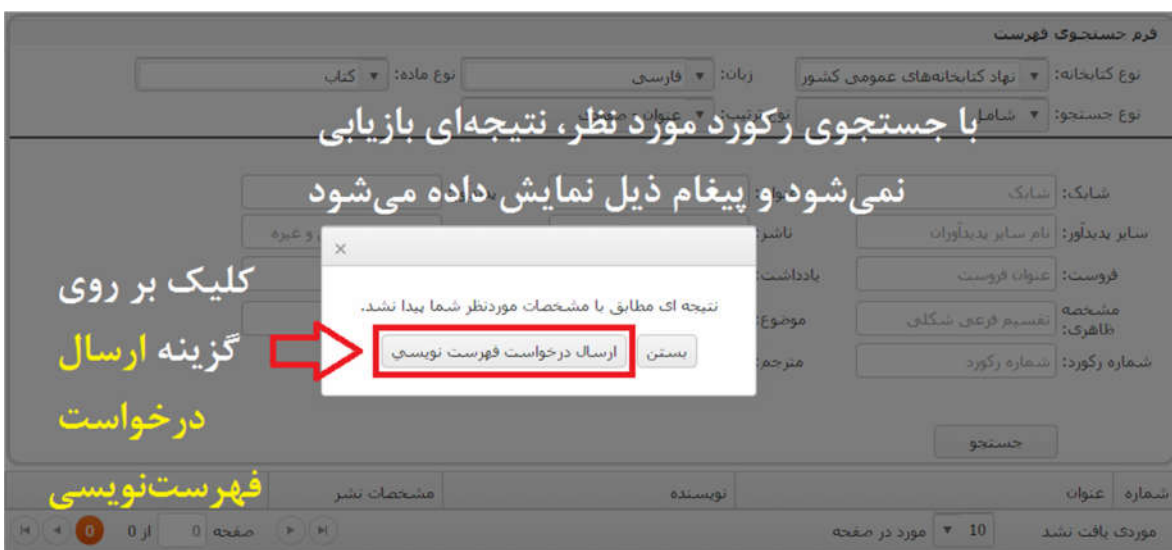 فرم جستجوی فهرست
نوع کتابخانه: نهاد کتابخانه‌های عمومی کشور زبان: فارسی نوع ماده: کتاب
نوع جستجو: شامل نوع ترتیب: عنوان -
با جستجوی رکورد مورد نظر، نتیجه‌ای بازیابی
نمی‌شود و پیغام ذیل نمایش داده می‌شود
شابک: شابک
سایر پدیدآور: نام سایر پدیدآوران ناشر: و غیره
فروست: عنوان فروست یادداشت:
مشخصه ظاهری: تقسیم فرعی شکلی موضوع:
شماره رکورد: شماره رکورد مترجم:
×
نتیجه ای مطابق با مشخصات موردنظر شما پیدا نشد.
بستن ارسال درخواست فهرست نویسی
کلیک بر روی
گزینه ارسال
درخواست
فهرست‌نویسی
جستجو
شماره عنوان نویسنده مشخصات نشر
موردی یافت نشد 10 مورد در صفحه صفحه 0 از 0 0